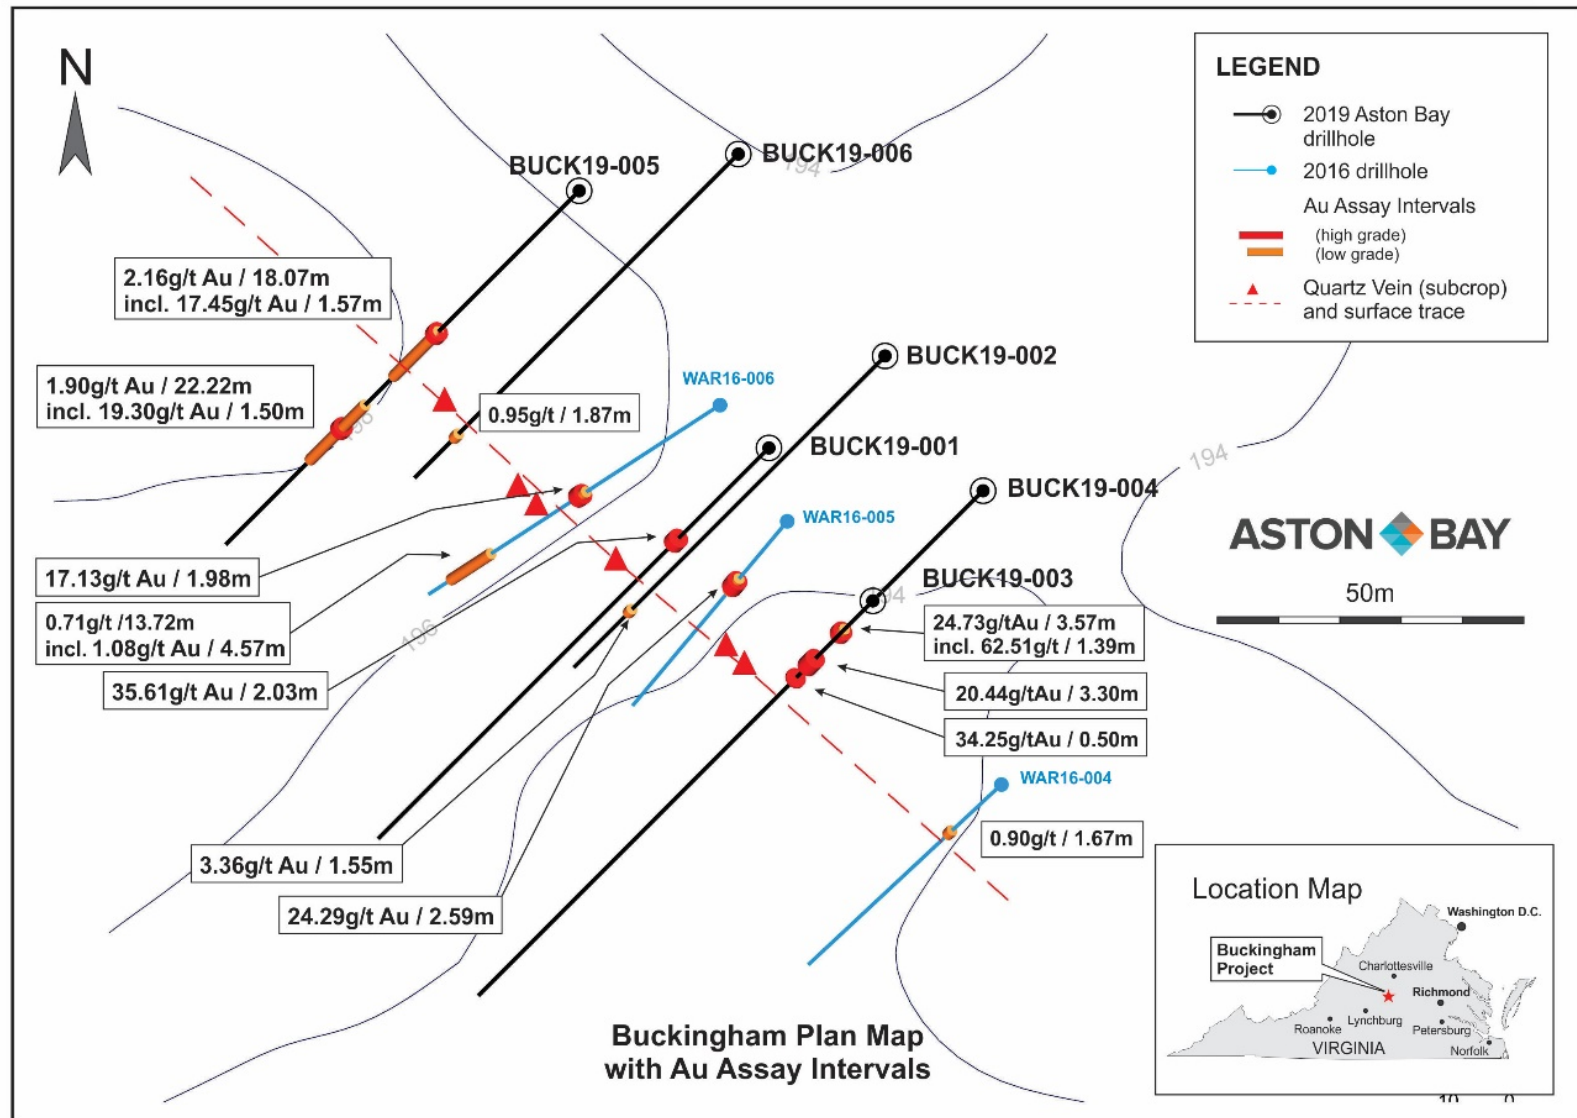 N
BUCK19-005
BUCK19-006
194
LEGEND
2019 Aston Bay
drillhole
2016 drillhole
Au Assay Intervals
(high grade)
(low grade)
Quartz Vein (subcrop)
and surface trace
2.16g/t Au / 18.07m
incl. 17.45g/t Au / 1.57m
1.90g/t Au / 22.22m
incl. 19.30g/t Au / 1.50m
BUCK19-002
WAR16-006
0.95g/t / 1.87m
BUCK19-001
194
BUCK19-004
WAR16-005
ASTON BAY
50m
17.13g/t Au / 1.98m
BUCK19-003
24.73g/tAu / 3.57m
incl. 62.51g/t / 1.39m
0.71g/t /13.72m
incl. 1.08g/t Au / 4.57m
196
35.61g/t Au / 2.03m
20.44g/tAu / 3.30m
34.25g/tAu / 0.50m
WAR16-004
0.90g/t / 1.67m
3.36g/t Au / 1.55m
24.29g/t Au / 2.59m
Buckingham Plan Map
with Au Assay Intervals
Location Map
Washington D.C.
Buckingham
Project
Charlottesville
Richmond
Lynchburg
Roanoke
Petersburg
Norfolk
VIRGINIA